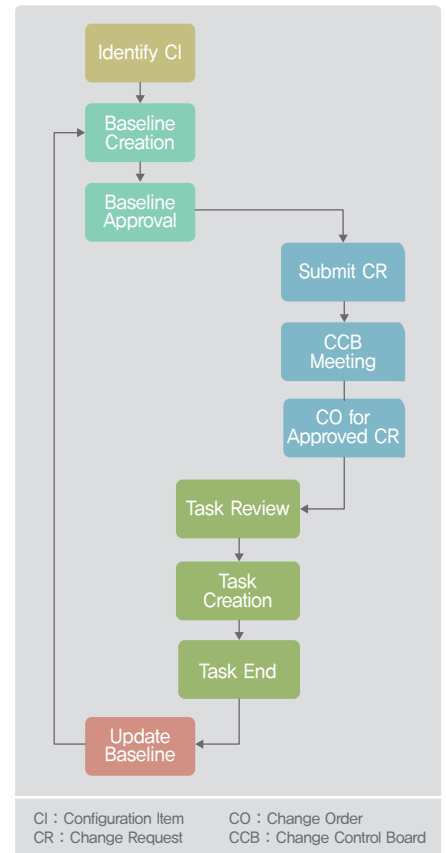 Identify CI
Baseline
Creation
Baseline
Approval
Submit CR
CCB
Meeting
CO for
Approved CR
Task Review
Task
Creation
Task End
Update
Baseline
CI : Configuration Item
CO : Change Order
CR : Change Request
CCB : Change Control Board